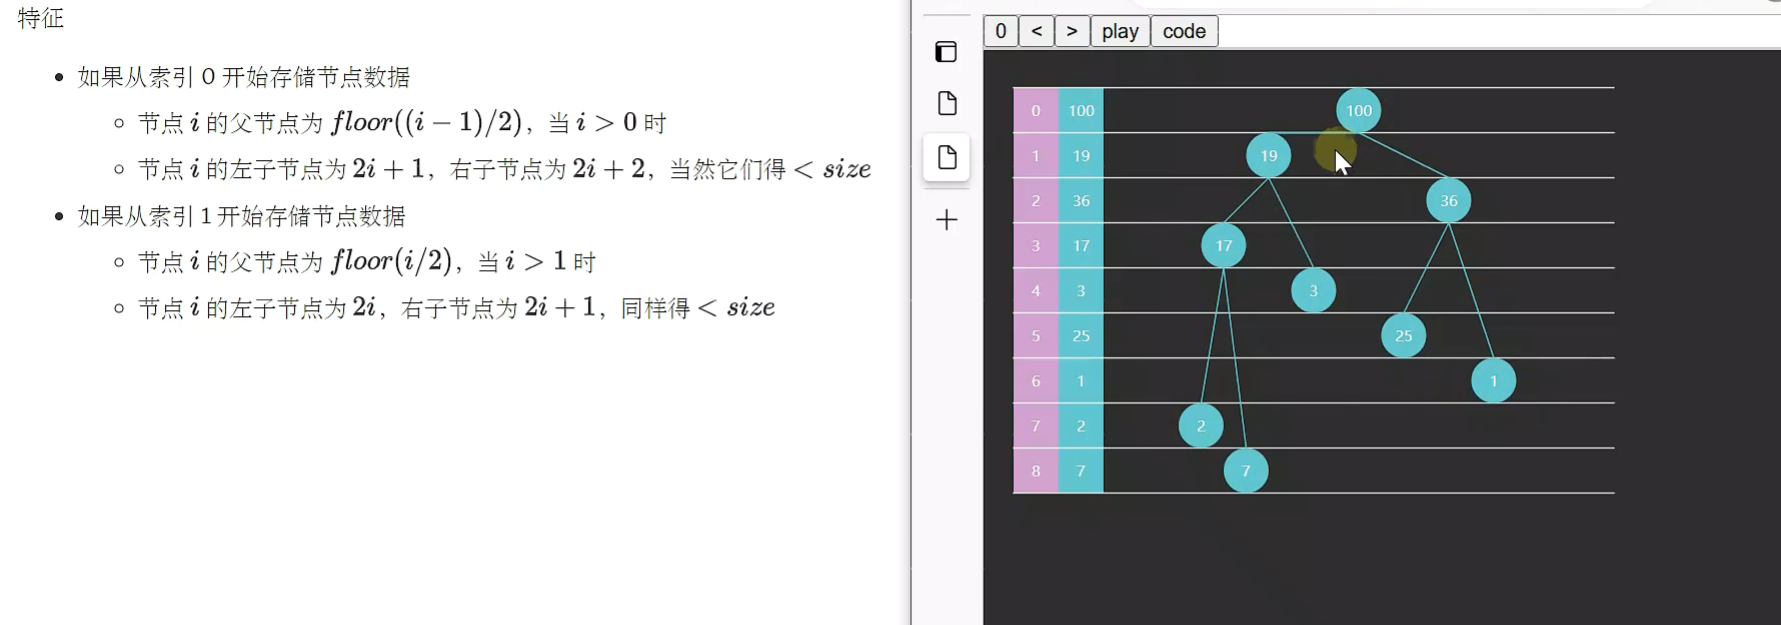 特征
如果从索引 0 开始存储节点数据
节点 i 的父节点为 floor((i − 1)/2)，当 i > 0 时
节点 i 的左子节点为 2i + 1，右子节点为 2i + 2，当然它们得 < size
如果从索引 1 开始存储节点数据
节点 i 的父节点为 floor(i/2)，当 i > 1 时
节点 i 的左子节点为 2i，右子节点为 2i + 1，同样得 < size
0 < > play code
0 100 100
1 19 19
2 36 36
3 17 17
4 3 3
5 25 25
6 1 1
7 2 2
8 7 7